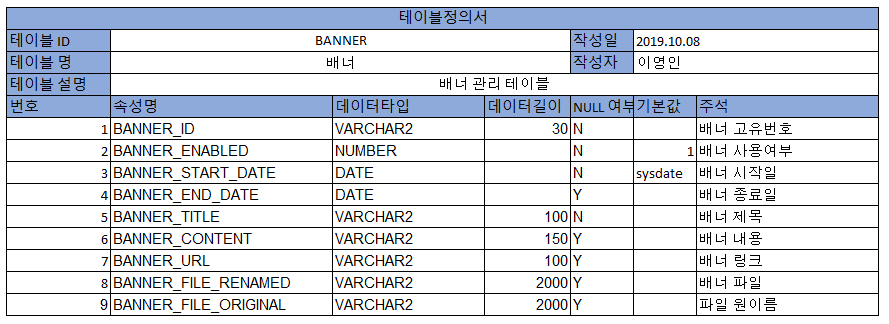 테이블정의서
테이블 ID BANNER 작성일 2019.10.08
테이블 명 배너 작성자 이영인
테이블 설명 배너 관리 테이블
번호 속성명 데이터타입 데이터길이 NULL 여부 기본값 주석
1 BANNER_ID VARCHAR2 30 N 배너 고유번호
2 BANNER_ENABLED NUMBER N 1 배너 사용여부
3 BANNER_START_DATE DATE N sysdate 배너 시작일
4 BANNER_END_DATE DATE Y 배너 종료일
5 BANNER_TITLE VARCHAR2 100 N 배너 제목
6 BANNER_CONTENT VARCHAR2 150 Y 배너 내용
7 BANNER_URL VARCHAR2 100 Y 배너 링크
8 BANNER_FILE_RENAMED VARCHAR2 2000 Y 배너 파일
9 BANNER_FILE_ORIGINAL VARCHAR2 2000 Y 파일 원이름